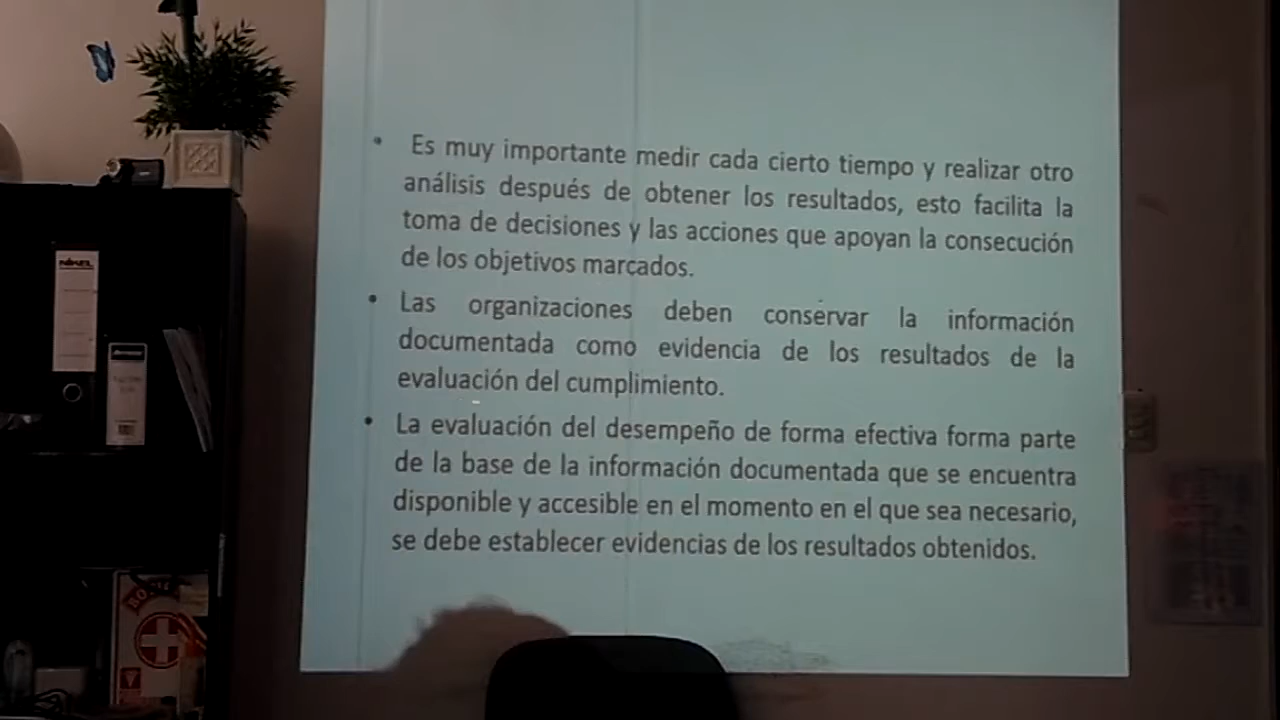 • Es muy importante medir cada cierto tiempo y realizar otro
análisis después de obtener los resultados, esto facilita la
toma de decisiones y las acciones que apoyan la consecución
de los objetivos marcados.
• Las organizaciones deben conservar la información
documentada como evidencia de los resultados de la
evaluación del cumplimiento.
• La evaluación del desempeño de forma efectiva forma parte
de la base de la información documentada que se encuentra
disponible y accesible en el momento en el que sea necesario,
se debe establecer evidencias de los resultados obtenidos.